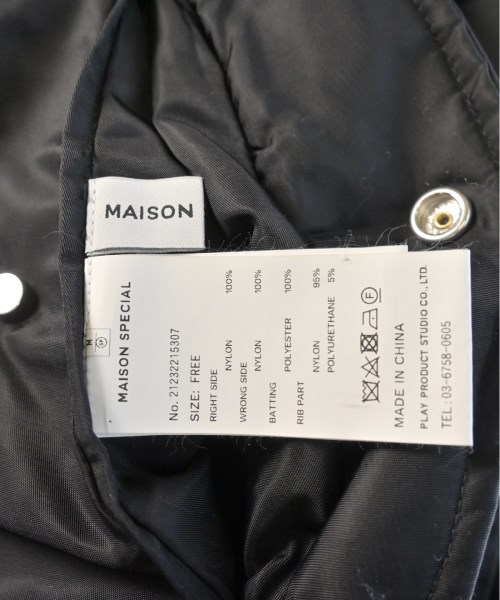 MAISON
MAISON SPECIAL
No. 21232215307
SIZE: FREE
RIGHT SIDE
NYLON 100%
WRONG SIDE
NYLON 100%
BATTING
POLYESTER 100%
RIB PART
NYLON 95%
POLYURETHANE 5%
MADE IN CHINA
PLAY PRODUCT STUDIO CO., LTD.
TEL : 03-6758-0605